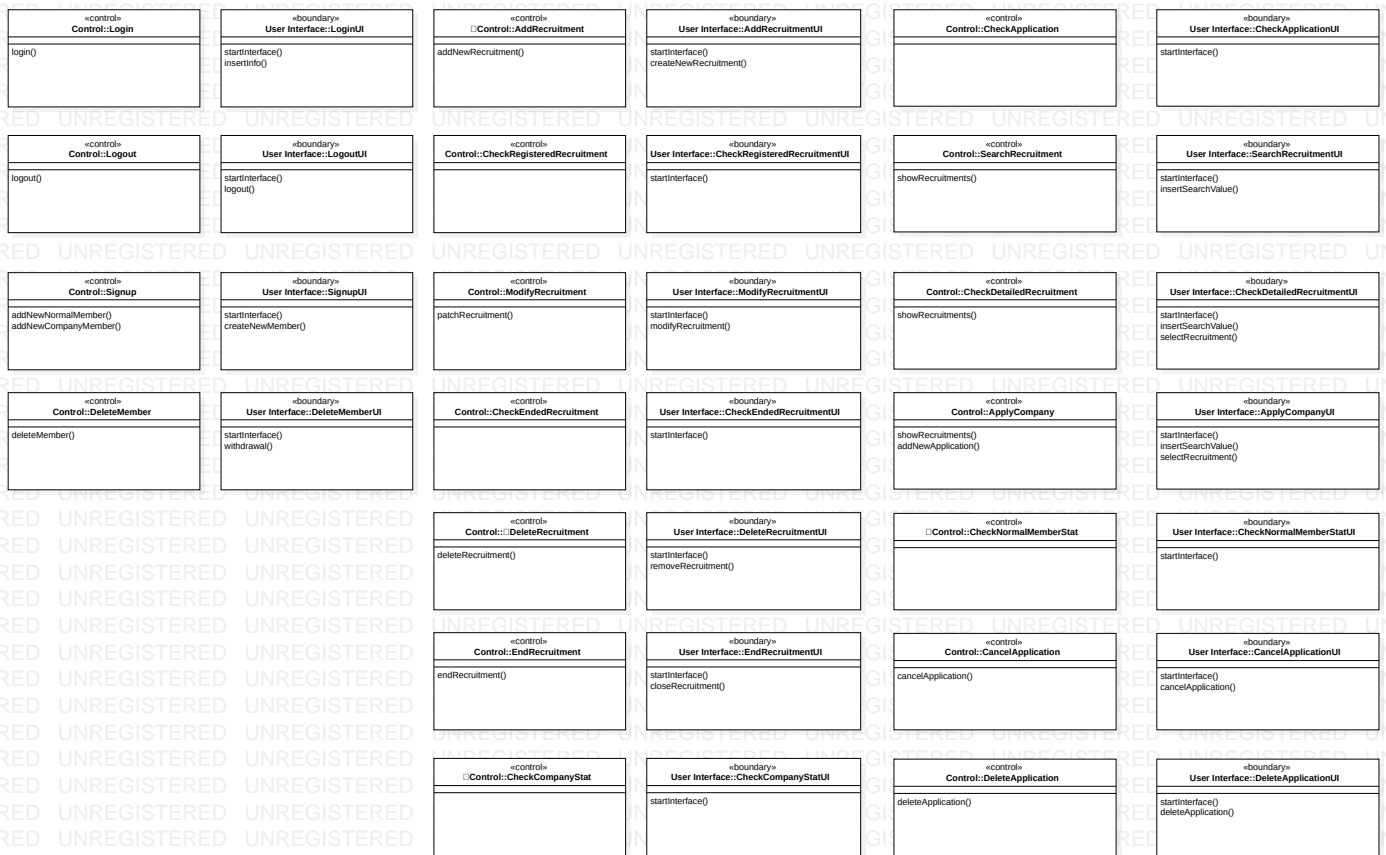 «control»
Control::Login
login()
«boundary»
User Interface::LoginUI
startInterface()
insertInfo()
«control»
Control::AddRecruitment
addNewRecruitment()
«boundary»
User Interface::AddRecruitmentUI
startInterface()
createNewRecruitment()
«control»
Control::CheckApplication
«boundary»
User Interface::CheckApplicationUI
startInterface()
«control»
Control::Logout
logout()
«boundary»
User Interface::LogoutUI
startInterface()
logout()
«control»
Control::CheckRegisteredRecruitment
«boundary»
User Interface::CheckRegisteredRecruitmentUI
startInterface()
«control»
Control::SearchRecruitment
showRecruitments()
«boundary»
User Interface::SearchRecruitmentUI
startInterface()
insertSearchValue()
«control»
Control::Signup
addNewNormalMember()
addNewCompanyMember()
«boundary»
User Interface::SignupUI
startInterface()
createNewMember()
«control»
Control::ModifyRecruitment
patchRecruitment()
«boundary»
User Interface::ModifyRecruitmentUI
startInterface()
modifyRecruitment()
«control»
Control::CheckDetailedRecruitment
showRecruitments()
«boudary»
User Interface::CheckDetailedRecruitmentUI
startInterface()
insertSearchValue()
selectRecruitment()
«control»
Control::DeleteMember
deleteMember()
«boundary»
User Interface::DeleteMemberUI
startInterface()
withdrawal()
«control»
Control::CheckEndedRecruitment
«boundary»
User Interface::CheckEndedRecruitmentUI
startInterface()
«control»
Control::ApplyCompany
showRecruitments()
addNewApplication()
«boundary»
User Interface::ApplyCompanyUI
startInterface()
insertSearchValue()
selectRecruitment()
«control»
Control::DeleteRecruitment
deleteRecruitment()
«boundary»
User Interface::DeleteRecruitmentUI
startInterface()
removeRecruitment()
«control»
Control::CheckNormalMemberStat
«boundary»
User Interface::CheckNormalMemberStatUI
startInterface()
«control»
Control::EndRecruitment
endRecruitment()
«boundary»
User Interface::EndRecruitmentUI
startInterface()
closeRecruitment()
«control»
Control::CancelApplication
cancelApplication()
«boundary»
User Interface::CancelApplicationUI
startInterface()
cancelApplication()
«control»
Control::CheckCompanyStat
«boundary»
User Interface::CheckCompanyStatUI
startInterface()
«control»
Control::DeleteApplication
deleteApplication()
«boundary»
User Interface::DeleteApplicationUI
startInterface()
deleteApplication()